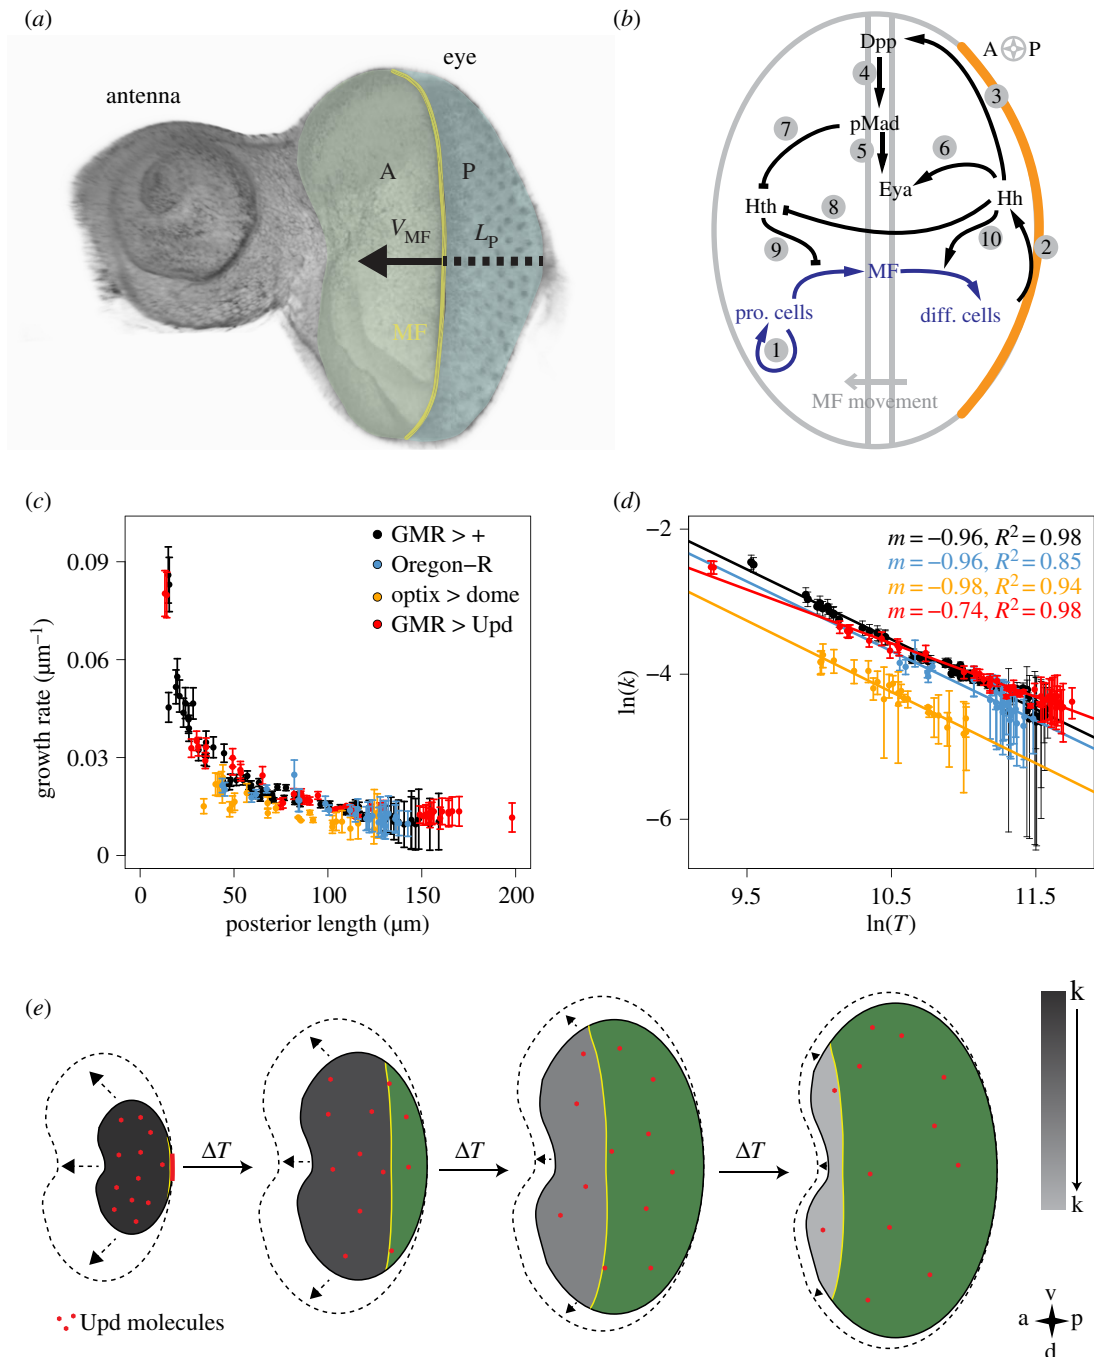 (a)
antenna
eye
A
P
V_MF
L_P
MF
(b)
A P
Dpp
4
3
7
pMad
5
6
Eya
Hth
8
Hh
9
10
2
MF
pro. cells
diff. cells
1
MF movement
(c)
growth rate (μm⁻¹)
0.09
0.06
0.03
0
GMR > +
Oregon−R
optix > dome
GMR > Upd
0 50 100 150 200
posterior length (μm)
(d)
ln(k)
−2
−4
−6
m = −0.96, R² = 0.98
m = −0.96, R² = 0.85
m = −0.98, R² = 0.94
m = −0.74, R² = 0.98
9.5 10.5 11.5
ln(T)
(e)
ΔT
ΔT
ΔT
k
k
Upd molecules
v
a p
d